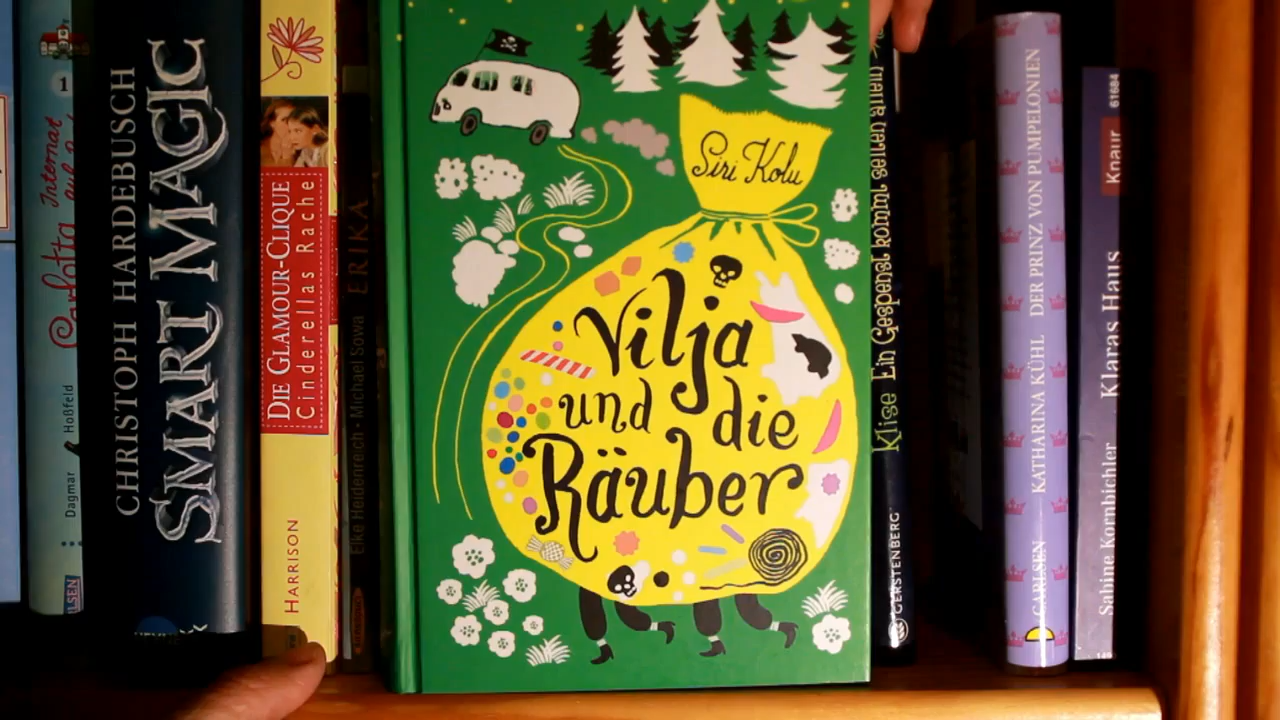 1
Carlotta
Internat
Dagmar Hoßfeld
CHRISTOPH HARDEBUSCH
SMART MAGIC
DIE GLAMOUR-CLIQUE
Cinderellas Rache
HARRISON
Elke Heidenreich • Michael Sowa ERIKA
Siri Kolu
Vilja
und die
Räuber
Klise Ein Gespenst kommt selten allein
GERSTENBERG
CARLSEN KATHARINA KÜHL DER PRINZ VON PUMPELONIEN
Sabine Kornbichler Klaras Haus Knaur 61684